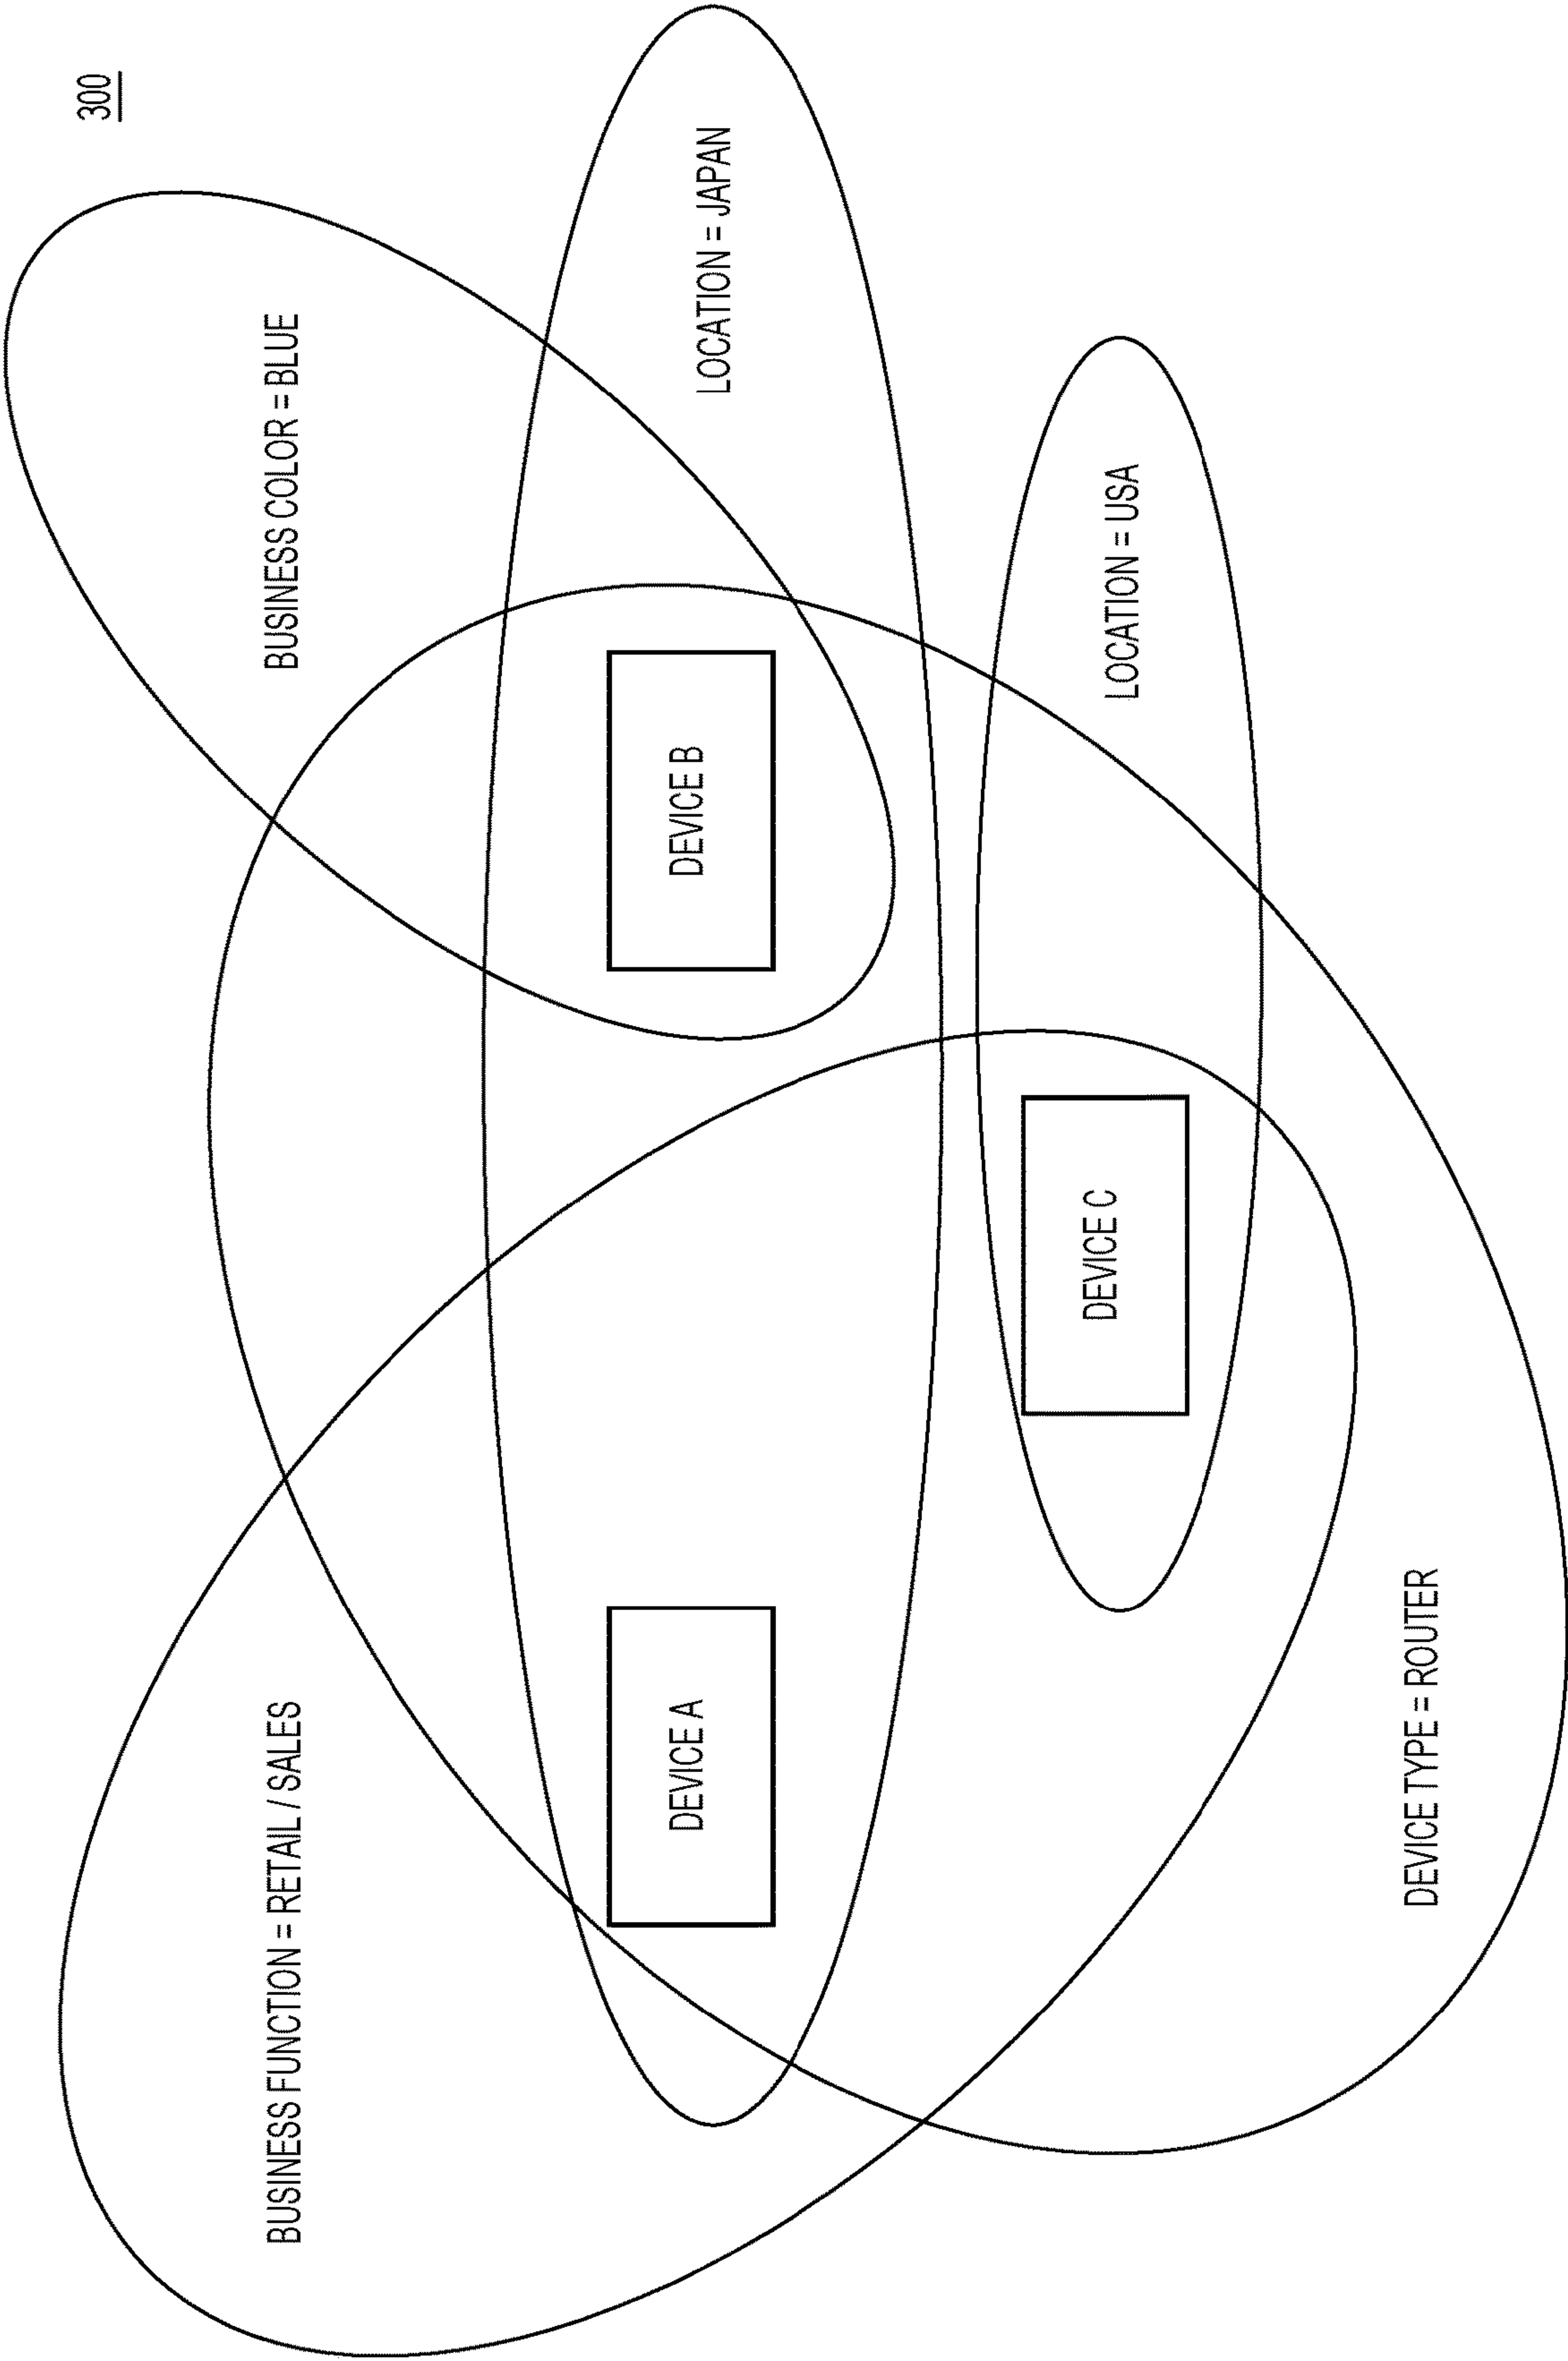 300
BUSINESS FUNCTION = RETAIL / SALES
BUSINESS COLOR = BLUE
DEVICE A
DEVICE B
LOCATION = JAPAN
DEVICE C
LOCATION = USA
DEVICE TYPE = ROUTER